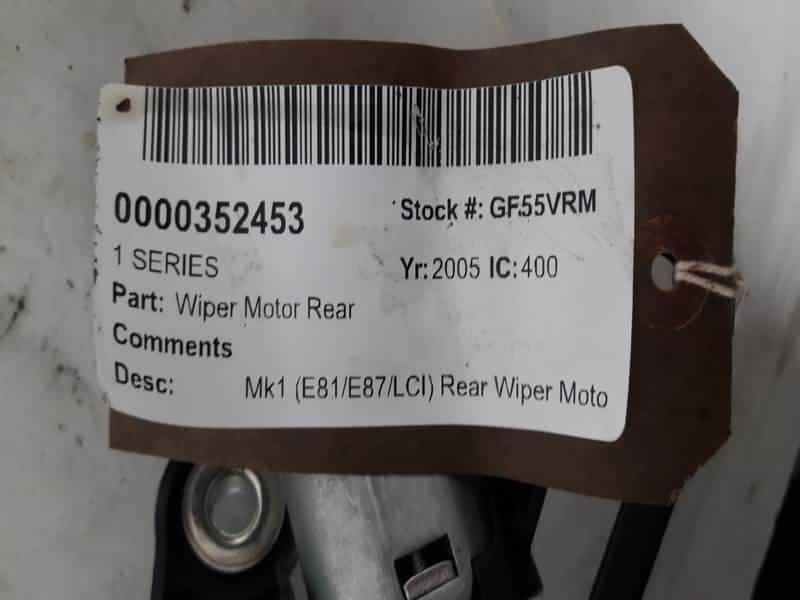 0000352453 Stock #: GF55VRM
1 SERIES Yr: 2005 IC: 400
Part: Wiper Motor Rear
Comments
Desc: Mk1 (E81/E87/LCI) Rear Wiper Moto